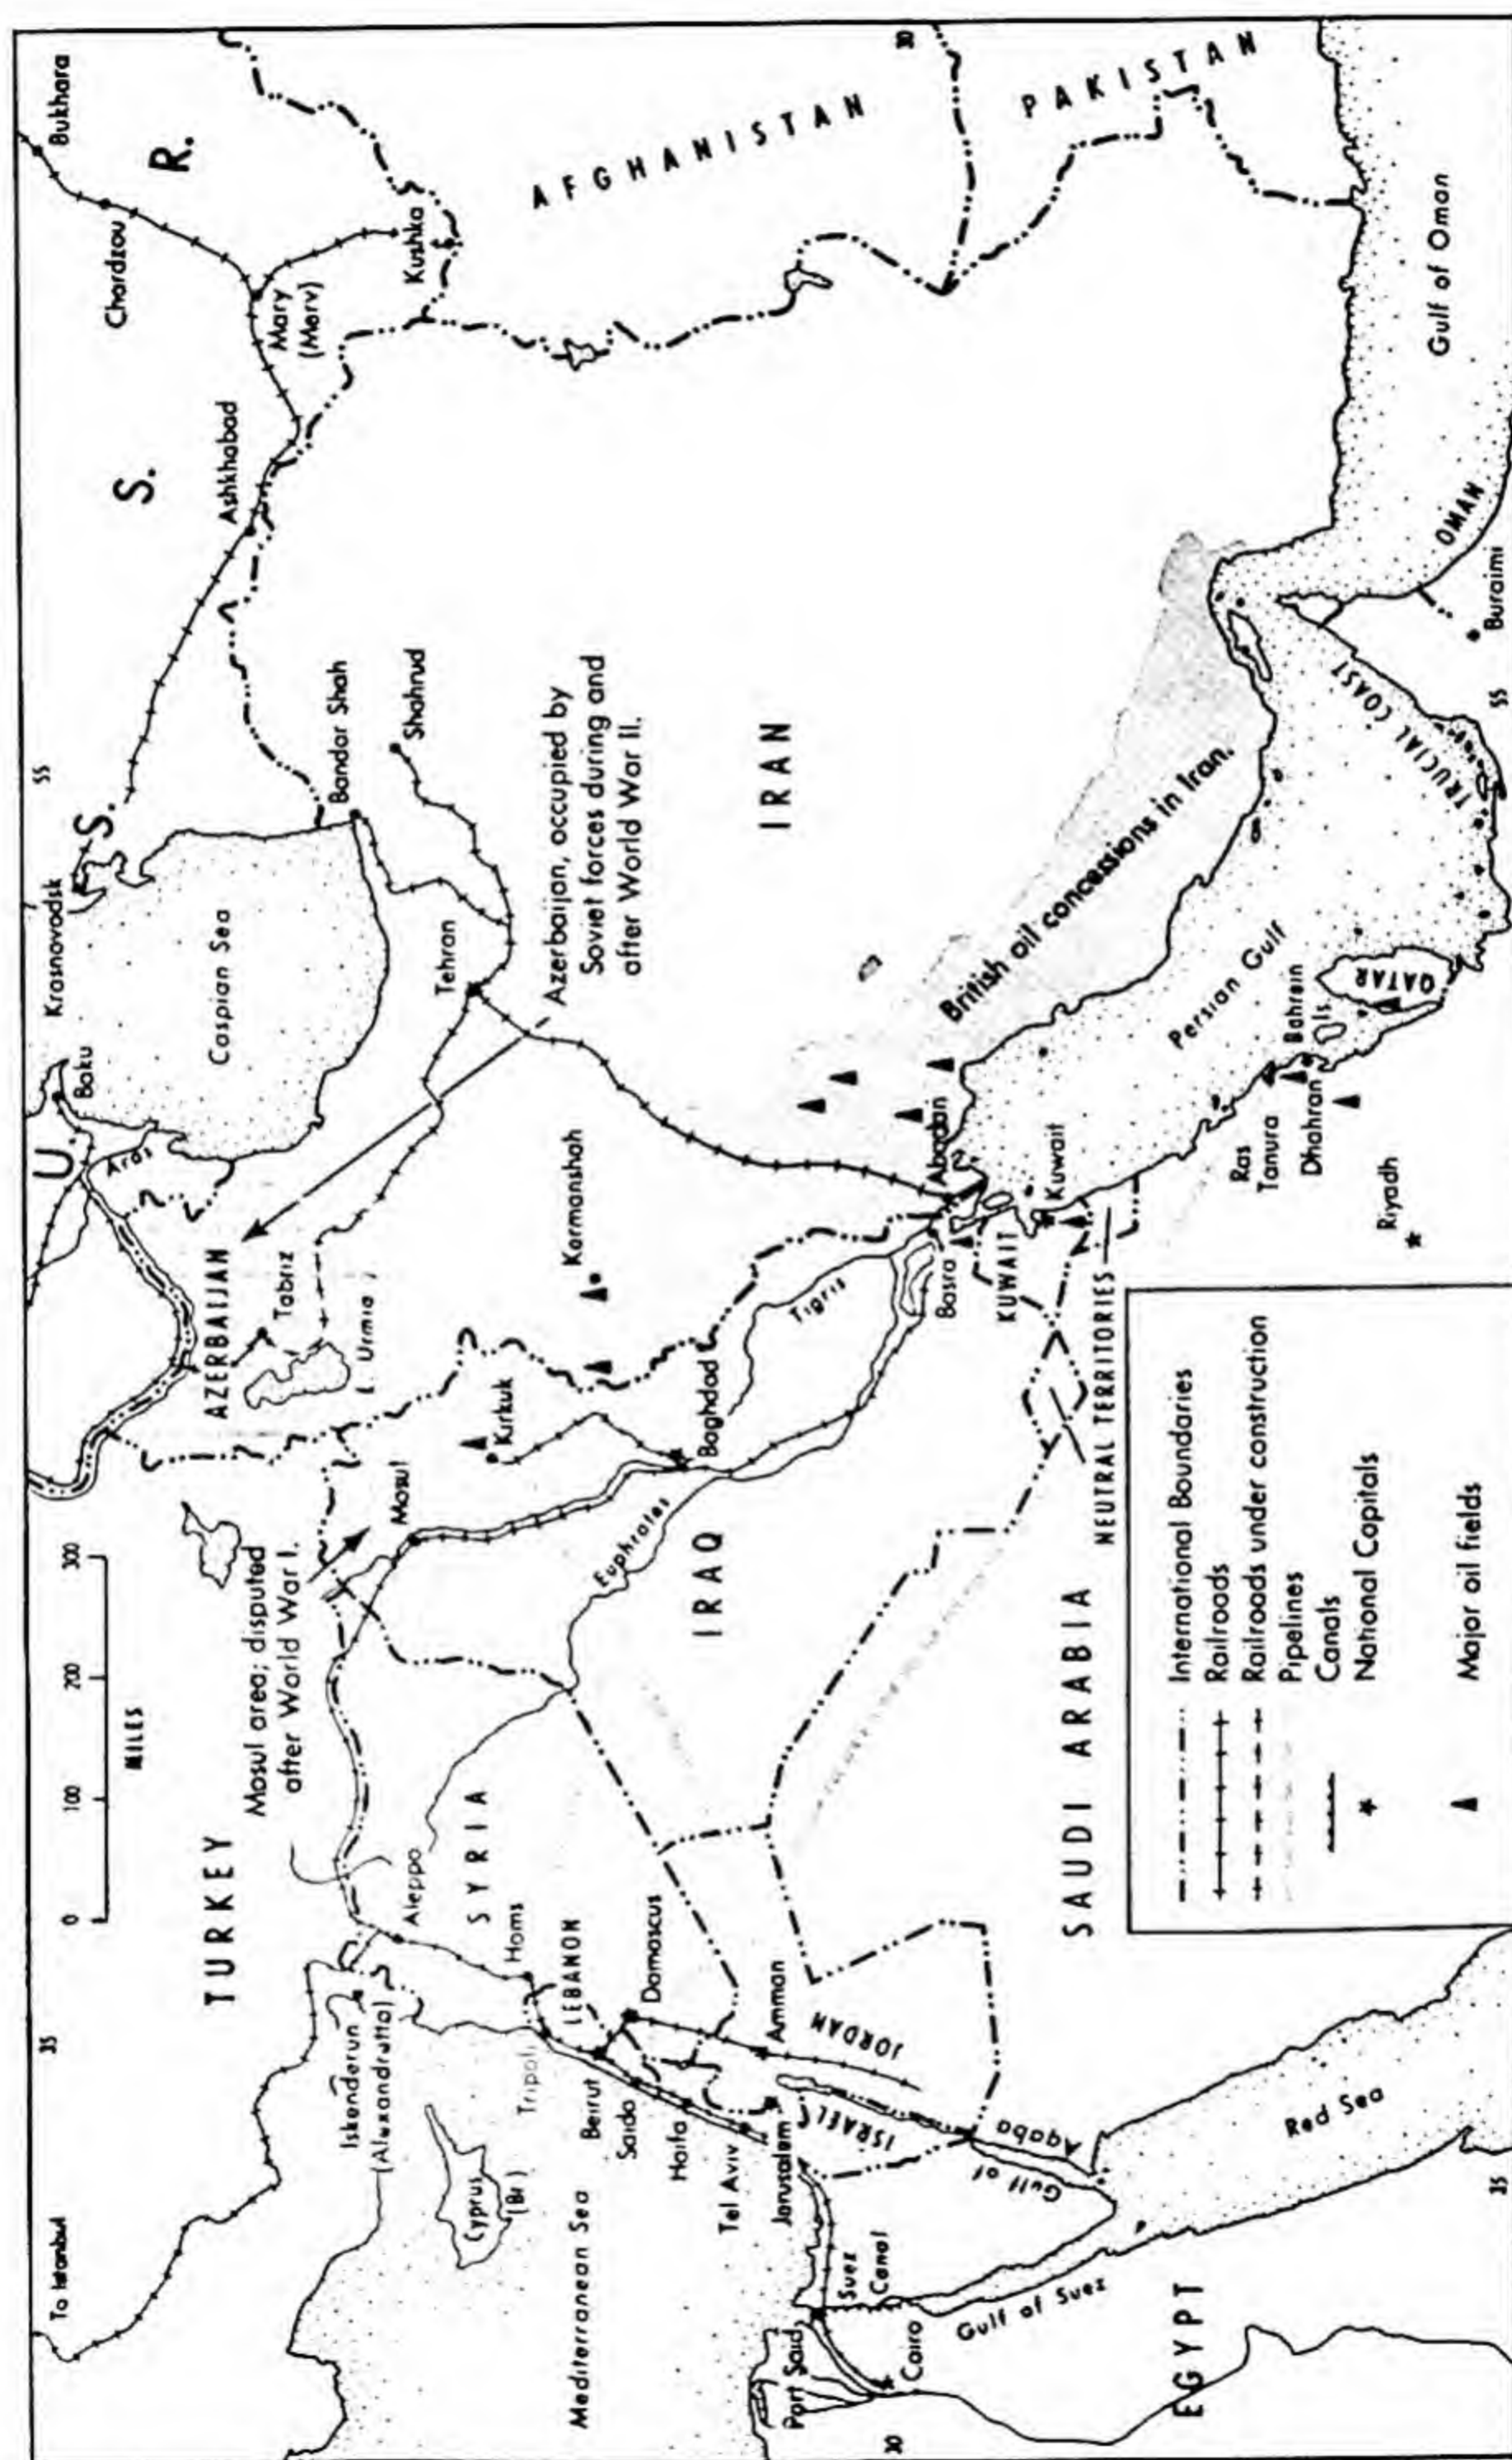 To Istanbul
35
TURKEY
0 100 200 300
MILES
Mosul area; disputed
after World War I.
U.
S.
S.
R.
Baku
Krasnovodsk
55
Aras
Caspian Sea
Chardzou
Bukhara
Ashkhabad
Mary
(Merv)
Kushka
AZERBAIJAN
Tabriz
L. Urmia
Bandar Shah
Shahrud
Tehran
Azerbaijan, occupied by
Soviet forces during and
after World War II.
AFGHANISTAN
30
PAKISTAN
Iskenderun
(Alexandretta)
Aleppo
Cyprus
(Br)
SYRIA
Homs
Tripoli
LEBANON
Beirut
Saida
Damascus
Haifa
Tel Aviv
Jerusalem
Amman
ISRAEL
JORDAN
Mediterranean Sea
Mosul
Kirkuk
Karmanshah
Euphrates
Baghdad
Tigris
IRAQ
IRAN
Port Said
Suez
Canal
Cairo
30
Gulf of Suez
Gulf of
Aqaba
EGYPT
Red Sea
35
SAUDI ARABIA
NEUTRAL TERRITORIES
Basra
Abadan
KUWAIT
Kuwait
British oil concessions in Iran.
Persian Gulf
Ras
Tanura
Dhahran
Bahrein
Is.
QATAR
Riyadh
TRUCIAL COAST
55
Buraimi
OMAN
Gulf of Oman
International Boundaries
Railroads
Railroads under construction
Pipelines
Canals
National Capitals
Major oil fields